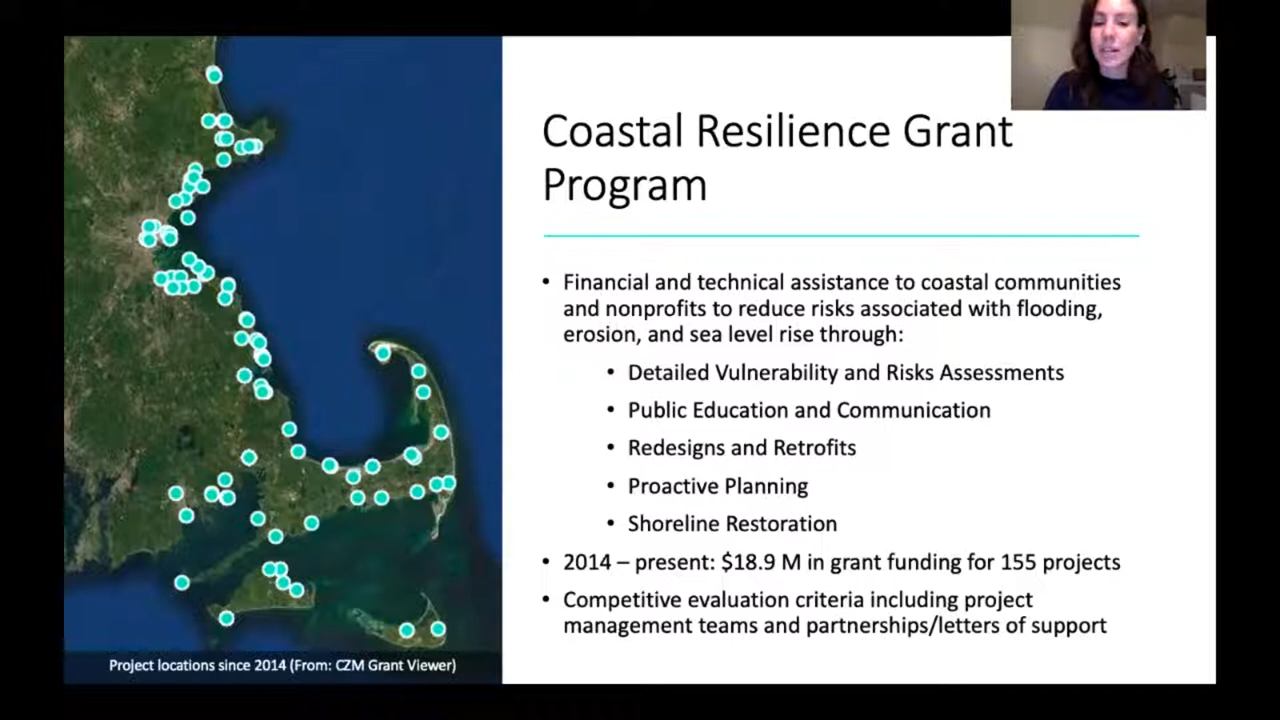 Coastal Resilience Grant
Program
• Financial and technical assistance to coastal communities
and nonprofits to reduce risks associated with flooding,
erosion, and sea level rise through:
• Detailed Vulnerability and Risks Assessments
• Public Education and Communication
• Redesigns and Retrofits
• Proactive Planning
• Shoreline Restoration
• 2014 – present: $18.9 M in grant funding for 155 projects
• Competitive evaluation criteria including project
management teams and partnerships/letters of support
Project locations since 2014 (From: CZM Grant Viewer)